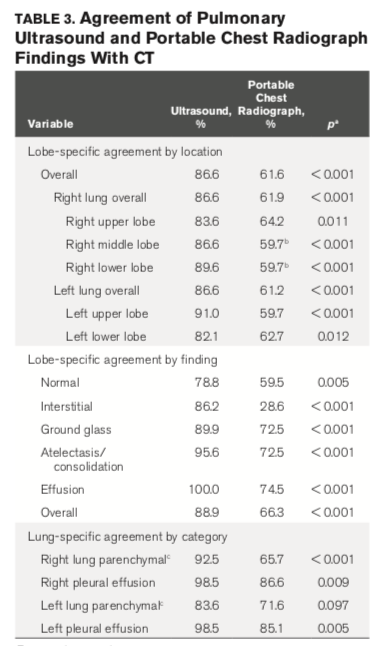 TABLE 3. Agreement of Pulmonary
Ultrasound and Portable Chest Radiograph
Findings With CT
Variable Ultrasound, % Portable Chest Radiograph, % pᵃ
Lobe-specific agreement by location
Overall 86.6 61.6 < 0.001
Right lung overall 86.6 61.9 < 0.001
Right upper lobe 83.6 64.2 0.011
Right middle lobe 86.6 59.7ᵇ < 0.001
Right lower lobe 89.6 59.7ᵇ < 0.001
Left lung overall 86.6 61.2 < 0.001
Left upper lobe 91.0 59.7 < 0.001
Left lower lobe 82.1 62.7 0.012
Lobe-specific agreement by finding
Normal 78.8 59.5 0.005
Interstitial 86.2 28.6 < 0.001
Ground glass 89.9 72.5 < 0.001
Atelectasis/ 95.6 72.5 < 0.001
consolidation
Effusion 100.0 74.5 < 0.001
Overall 88.9 66.3 < 0.001
Lung-specific agreement by category
Right lung parenchymalᶜ 92.5 65.7 < 0.001
Right pleural effusion 98.5 86.6 0.009
Left lung parenchymalᶜ 83.6 71.6 0.097
Left pleural effusion 98.5 85.1 0.005